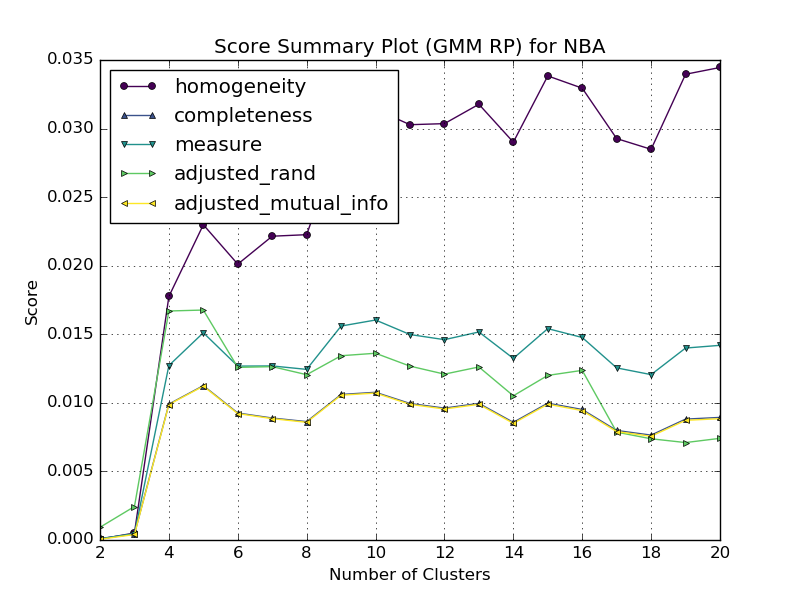 Score Summary Plot (GMM RP) for NBA
0.035
0.030
0.025
0.020
0.015
0.010
0.005
0.000
Score
homogeneity
completeness
measure
adjusted_rand
adjusted_mutual_info
2 4 6 8 10 12 14 16 18 20
Number of Clusters